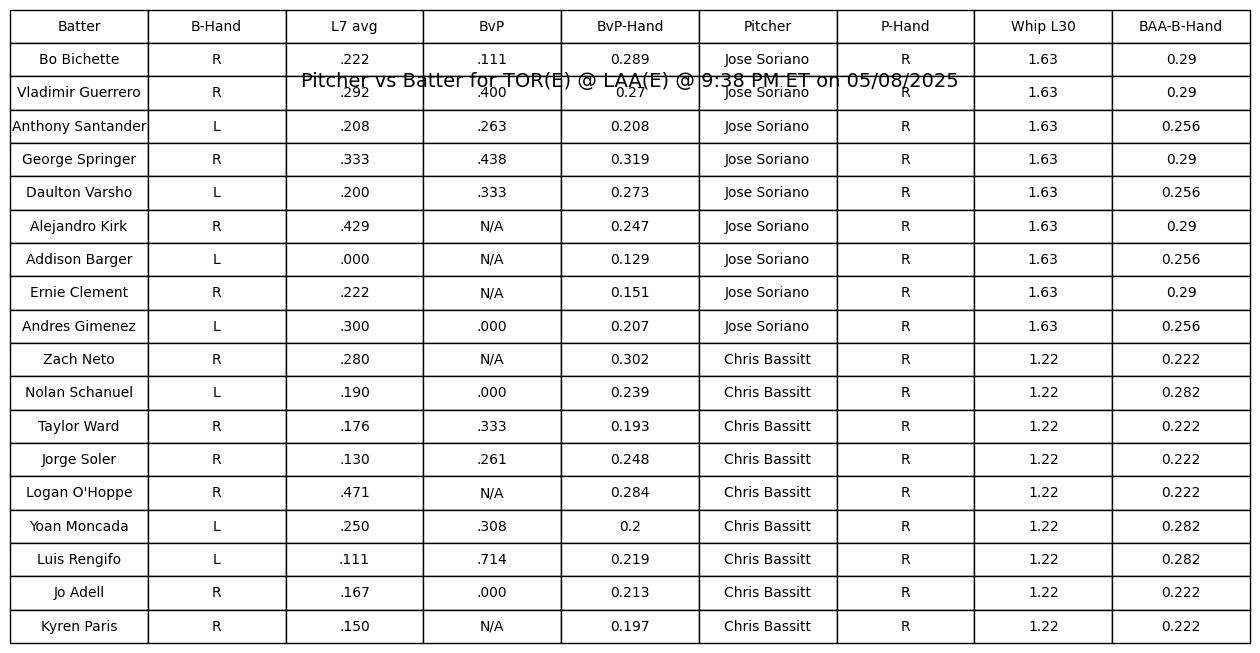 Batter B-Hand L7 avg BvP BvP-Hand Pitcher P-Hand Whip L30 BAA-B-Hand
Bo Bichette R .222 .111 0.289 Jose Soriano R 1.63 0.29
Pitcher vs Batter for TOR(E) @ LAA(E) @ 9:38 PM ET on 05/08/2025
Vladimir Guerrero R .292 .400 0.27 Jose Soriano R 1.63 0.29
Anthony Santander L .208 .263 0.208 Jose Soriano R 1.63 0.256
George Springer R .333 .438 0.319 Jose Soriano R 1.63 0.29
Daulton Varsho L .200 .333 0.273 Jose Soriano R 1.63 0.256
Alejandro Kirk R .429 N/A 0.247 Jose Soriano R 1.63 0.29
Addison Barger L .000 N/A 0.129 Jose Soriano R 1.63 0.256
Ernie Clement R .222 N/A 0.151 Jose Soriano R 1.63 0.29
Andres Gimenez L .300 .000 0.207 Jose Soriano R 1.63 0.256
Zach Neto R .280 N/A 0.302 Chris Bassitt R 1.22 0.222
Nolan Schanuel L .190 .000 0.239 Chris Bassitt R 1.22 0.282
Taylor Ward R .176 .333 0.193 Chris Bassitt R 1.22 0.222
Jorge Soler R .130 .261 0.248 Chris Bassitt R 1.22 0.222
Logan O'Hoppe R .471 N/A 0.284 Chris Bassitt R 1.22 0.222
Yoan Moncada L .250 .308 0.2 Chris Bassitt R 1.22 0.282
Luis Rengifo L .111 .714 0.219 Chris Bassitt R 1.22 0.282
Jo Adell R .167 .000 0.213 Chris Bassitt R 1.22 0.222
Kyren Paris R .150 N/A 0.197 Chris Bassitt R 1.22 0.222